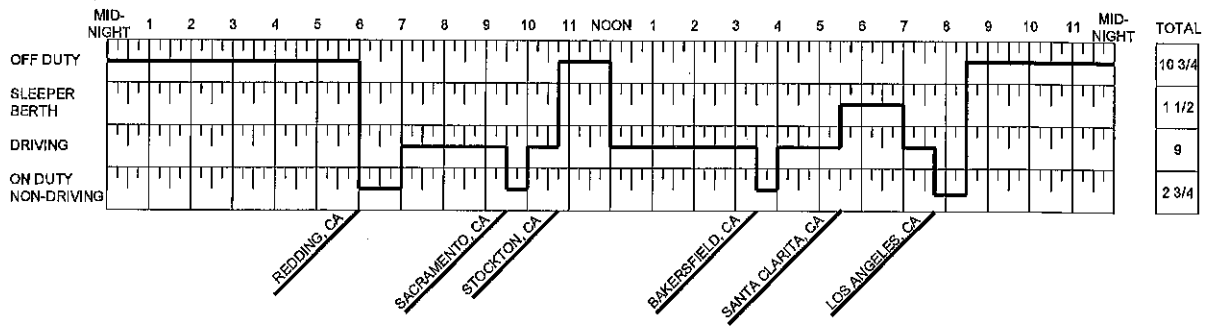 MID-
NIGHT 1 2 3 4 5 6 7 8 9 10 11 NOON 1 2 3 4 5 6 7 8 9 10 11 MID-
NIGHT TOTAL
OFF DUTY 10 3/4
SLEEPER
BERTH 1 1/2
DRIVING 9
ON DUTY
NON-DRIVING 2 3/4
REDDING, CA
SACRAMENTO, CA
STOCKTON, CA
BAKERSFIELD, CA
SANTA CLARITA, CA
LOS ANGELES, CA